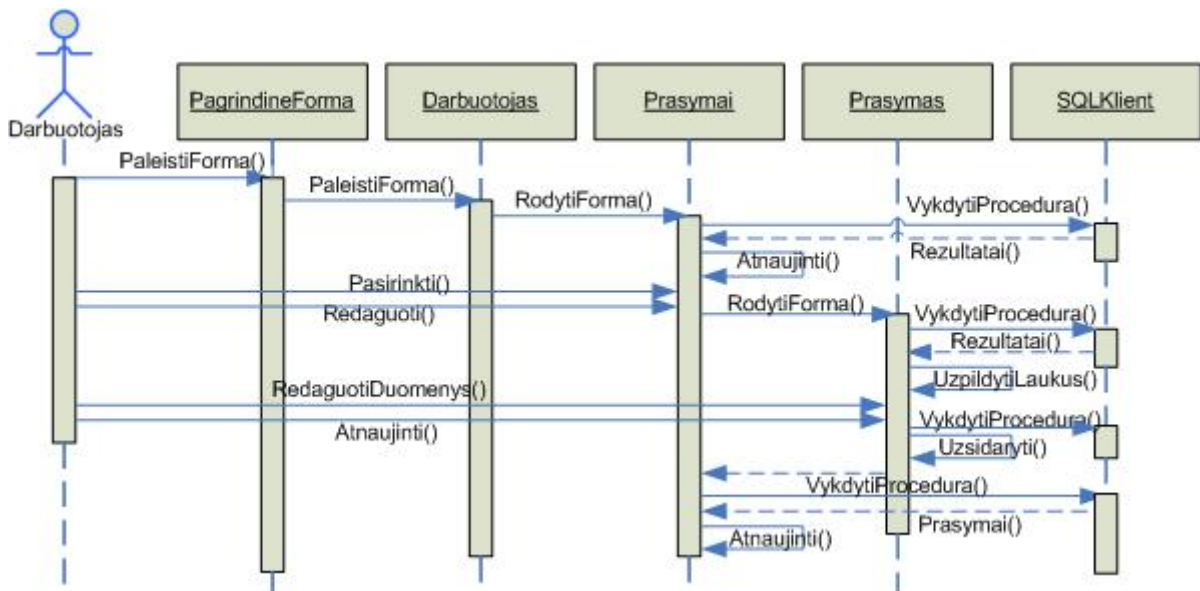 PagrindineForma
Darbuotojas
Prasymai
Prasymas
SQLKlient
Darbuotojas
PaleistiForma()
PaleistiForma()
RodytiForma()
VykdytiProcedura()
Rezultatai()
Atnaujinti()
Pasirinkti()
Redaguoti()
RodytiForma()
VykdytiProcedura()
Rezultatai()
UzpildytiLaukus()
RedaguotiDuomenys()
VykdytiProcedura()
Atnaujinti()
Uzsidaryti()
VykdytiProcedura()
Prasymai()
Atnaujinti()